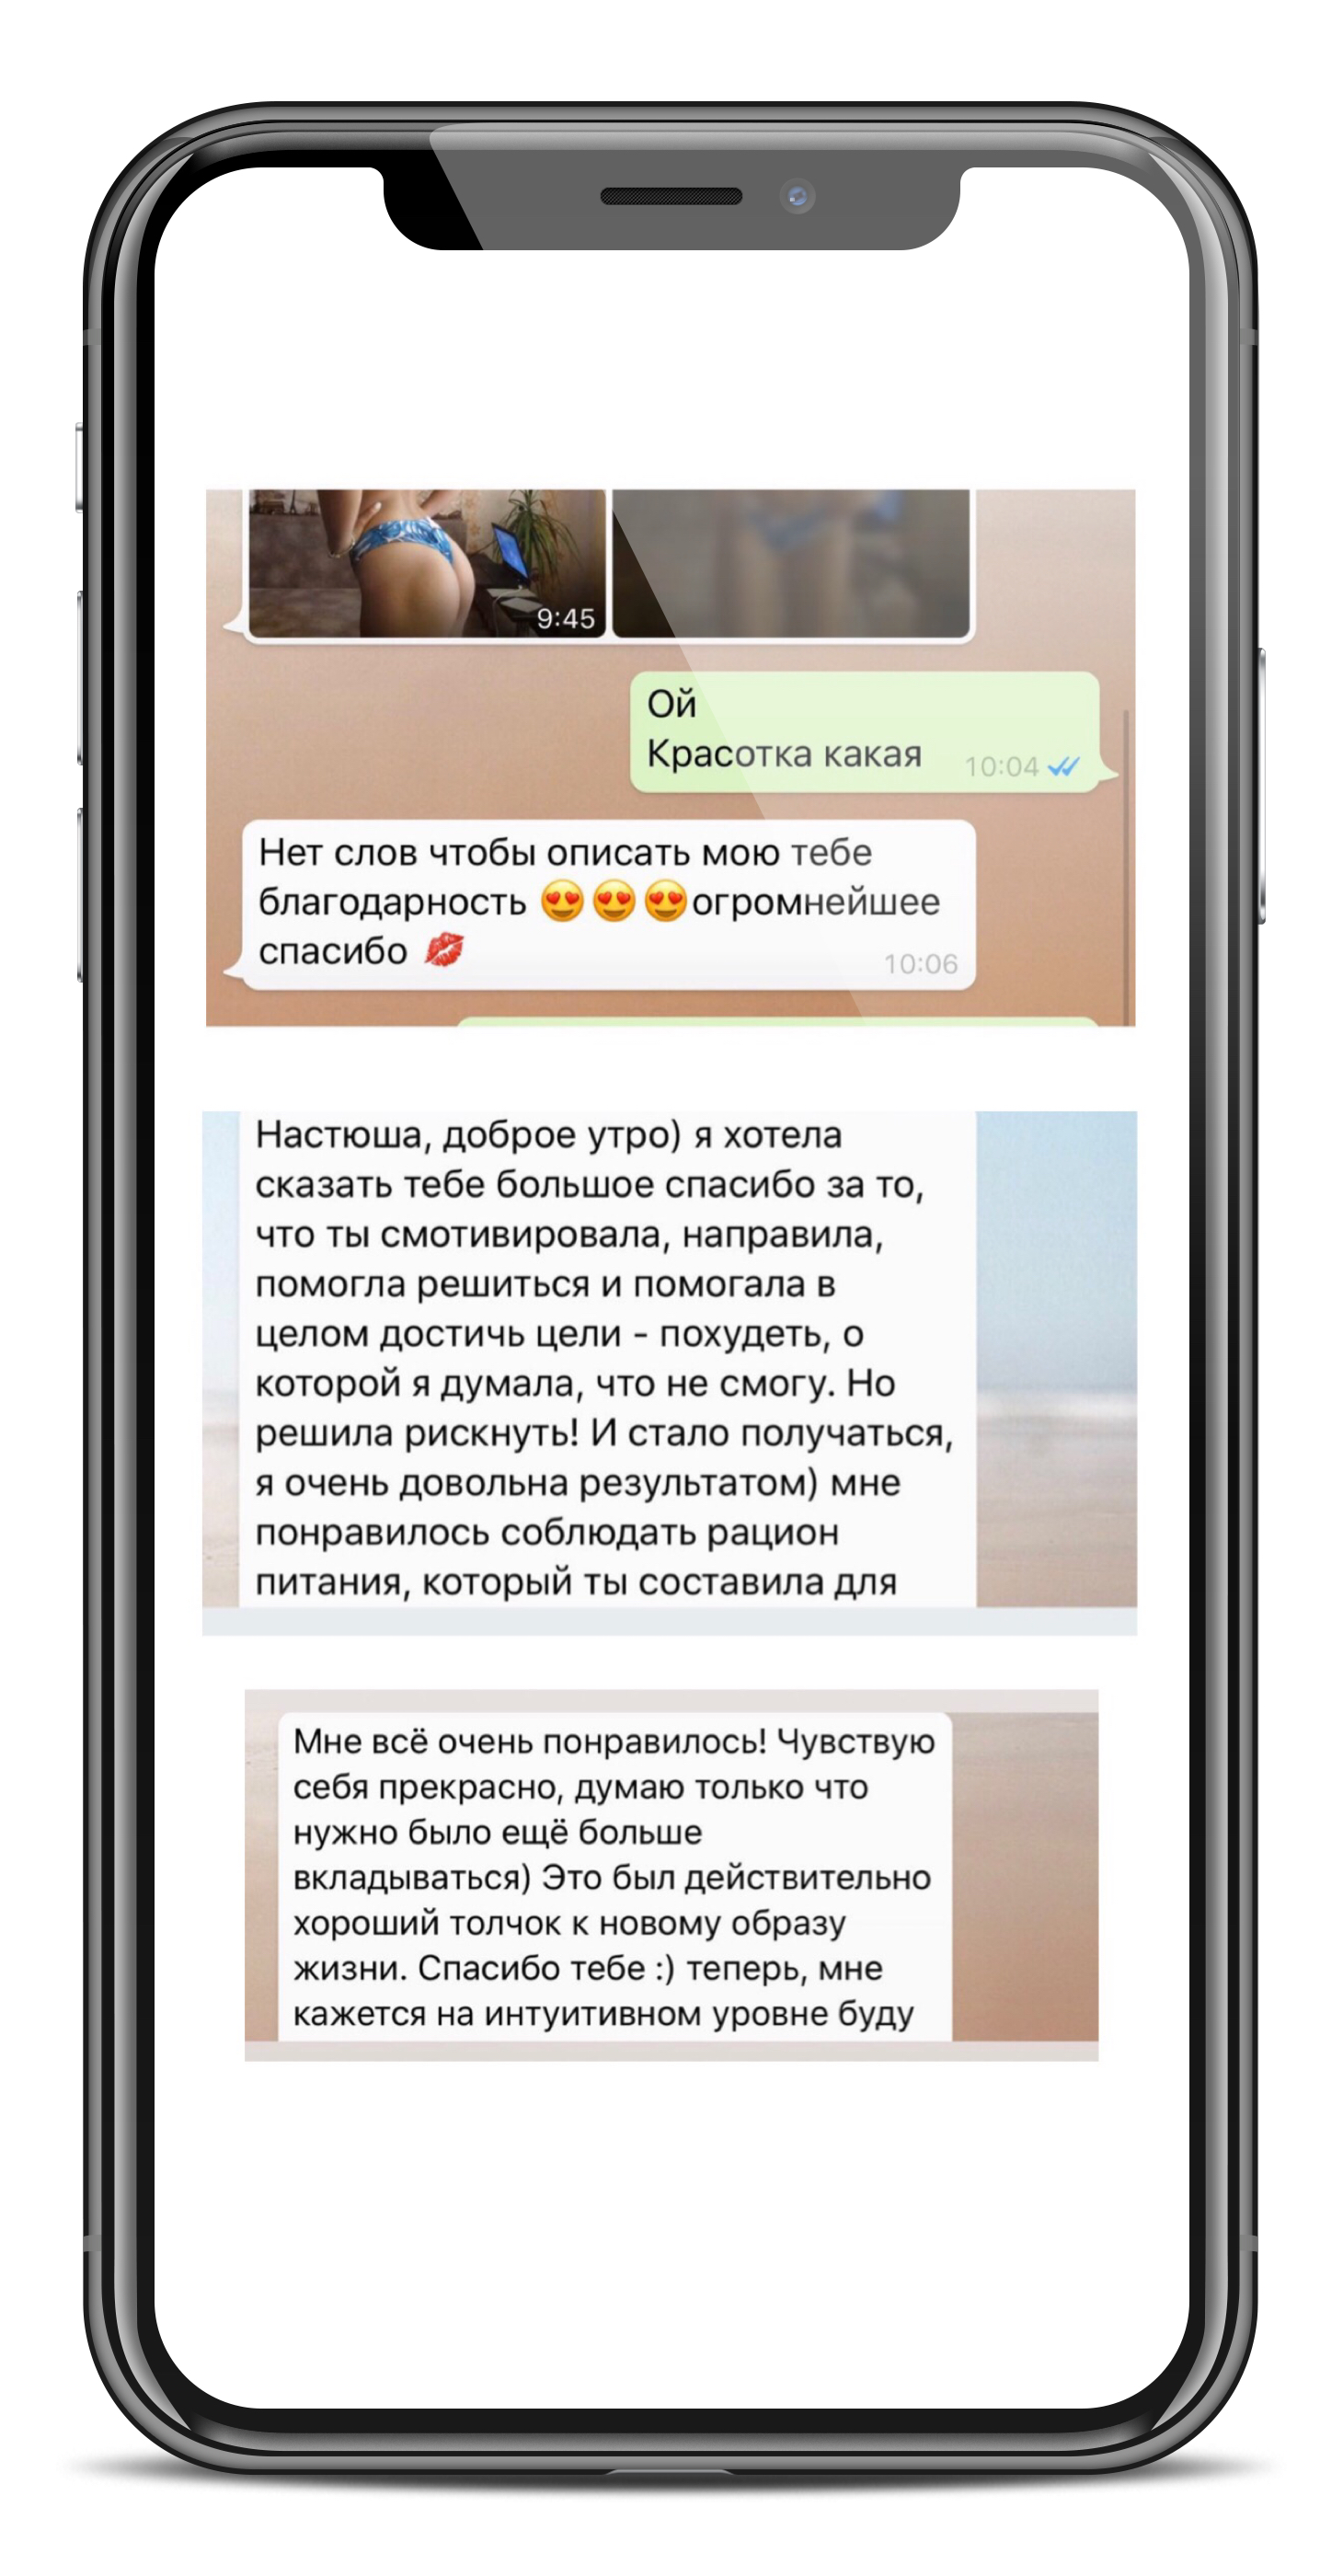 9:45
Ой
Красотка какая
10:04
Нет слов чтобы описать мою тебе
благодарность 😍😍😍огромнейшее
спасибо 💋
10:06
Настюша, доброе утро) я хотела
сказать тебе большое спасибо за то,
что ты смотивировала, направила,
помогла решиться и помогала в
целом достичь цели - похудеть, о
которой я думала, что не смогу. Но
решила рискнуть! И стало получаться,
я очень довольна результатом) мне
понравилось соблюдать рацион
питания, который ты составила для
Мне всё очень понравилось! Чувствую
себя прекрасно, думаю только что
нужно было ещё больше
вкладываться) Это был действительно
хороший толчок к новому образу
жизни. Спасибо тебе :) теперь, мне
кажется на интуитивном уровне буду